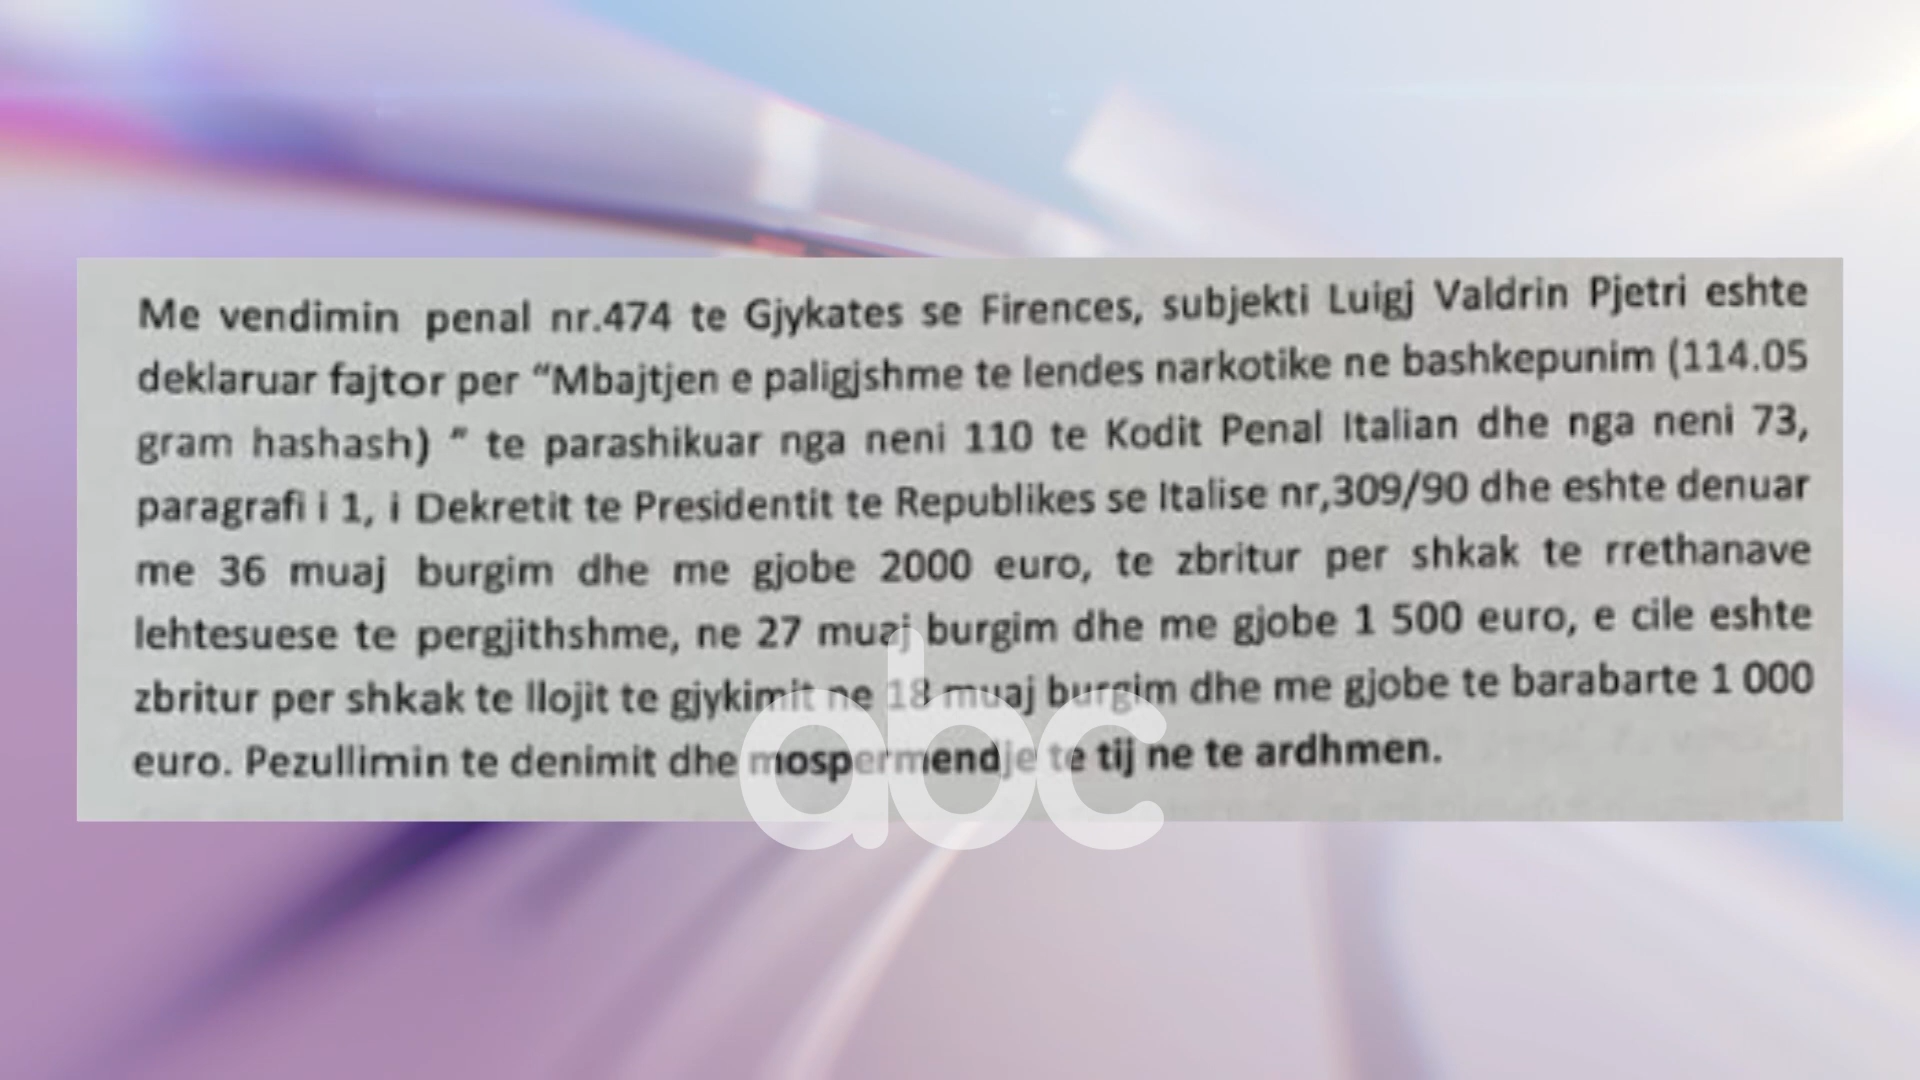 Me vendimin penal nr.474 te Gjykates se Firences, subjekti Luigj Valdrin Pjetri eshte
deklaruar fajtor per “Mbajtjen e paligjshme te lendes narkotike ne bashkepunim (114.05
gram hashash) ” te parashikuar nga neni 110 te Kodit Penal Italian dhe nga neni 73,
paragrafi i 1, i Dekretit te Presidentit te Republikes se Italise nr,309/90 dhe eshte denuar
me 36 muaj burgim dhe me gjobe 2000 euro, te zbritur per shkak te rrethanave
lehtesuese te pergjithshme, ne 27 muaj burgim dhe me gjobe 1 500 euro, e cile eshte
zbritur per shkak te llojit te gjykimit ne 18 muaj burgim dhe me gjobe te barabarte 1 000
euro. Pezullimin te denimit dhe mospermendje te tij ne te ardhmen.
abc